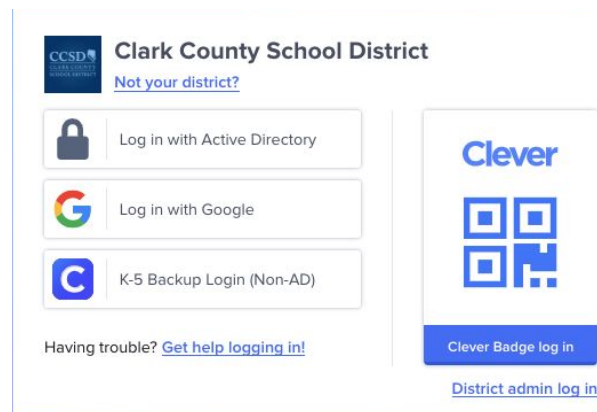 CCSD
CLARK COUNTY
SCHOOL DISTRICT
Clark County School District
Not your district?
Log in with Active Directory
Log in with Google
K-5 Backup Login (Non-AD)
Having trouble? Get help logging in!
Clever
Clever Badge log in
District admin log in